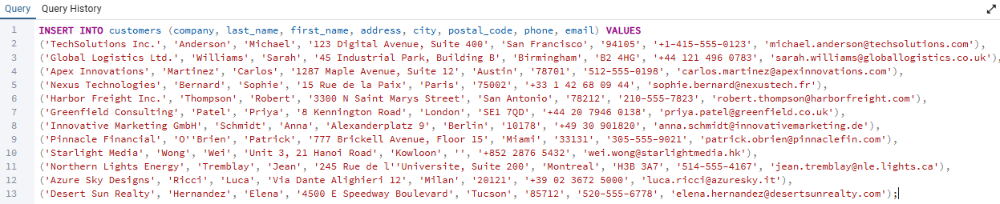 Query Query History
1 INSERT INTO customers (company, last_name, first_name, address, city, postal_code, phone, email) VALUES
2 ('TechSolutions Inc.', 'Anderson', 'Michael', '123 Digital Avenue, Suite 400', 'San Francisco', '94105', '+1-415-555-0123', 'michael.anderson@techsolutions.com'),
3 ('Global Logistics Ltd.', 'Williams', 'Sarah', '45 Industrial Park, Building B', 'Birmingham', 'B2 4HG', '+44 121 496 0783', 'sarah.williams@globallogistics.co.uk'),
4 ('Apex Innovations', 'Martinez', 'Carlos', '1287 Maple Avenue, Suite 12', 'Austin', '78701', '512-555-0198', 'carlos.martinez@apexinnovations.com'),
5 ('Nexus Technologies', 'Bernard', 'Sophie', '15 Rue de la Paix', 'Paris', '75002', '+33 1 42 68 09 44', 'sophie.bernard@nexustech.fr'),
6 ('Harbor Freight Inc.', 'Thompson', 'Robert', '3300 N Saint Marys Street', 'San Antonio', '78212', '210-555-7823', 'robert.thompson@harborfreight.com'),
7 ('Greenfield Consulting', 'Patel', 'Priya', '8 Kennington Road', 'London', 'SE1 7QD', '+44 20 7946 0138', 'priya.patel@greenfield.co.uk'),
8 ('Innovative Marketing GmbH', 'Schmidt', 'Anna', 'Alexanderplatz 9', 'Berlin', '10178', '+49 30 901820', 'anna.schmidt@innovativemarketing.de'),
9 ('Pinnacle Financial', 'O''Brien', 'Patrick', '777 Brickell Avenue, Floor 15', 'Miami', '33131', '305-555-9021', 'patrick.obrien@pinnaclefin.com'),
10 ('Starlight Media', 'Wong', 'Wei', 'Unit 3, 21 Hanoi Road', 'Kowloon', '', '+852 2876 5432', 'wei.wong@starlightmedia.hk'),
11 ('Northern Lights Energy', 'Tremblay', 'Jean', '245 Rue de l''Universite, Suite 200', 'Montreal', 'H3B 3A7', '514-555-4167', 'jean.tremblay@nle.lights.ca'),
12 ('Azure Sky Designs', 'Ricci', 'Luca', 'Via Dante Alighieri 12', 'Milan', '20121', '+39 02 3672 5000', 'luca.ricci@azuresky.it'),
13 ('Desert Sun Realty', 'Hernandez', 'Elena', '4500 E Speedway Boulevard', 'Tucson', '85712', '520-555-6778', 'elena.hernandez@desertsunrealty.com');